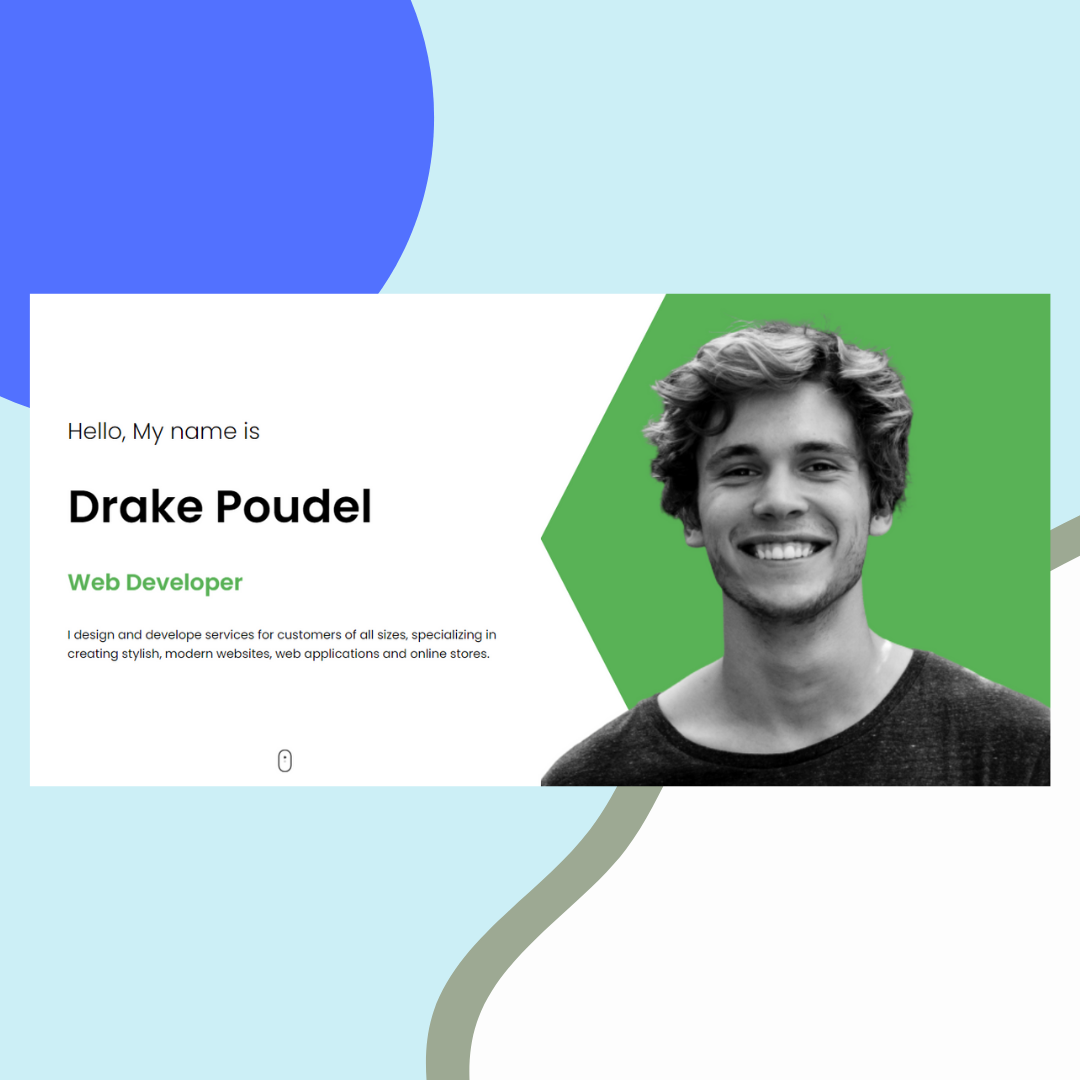 Hello, My name is
Drake Poudel
Web Developer
I design and develope services for customers of all sizes, specializing in
creating stylish, modern websites, web applications and online stores.